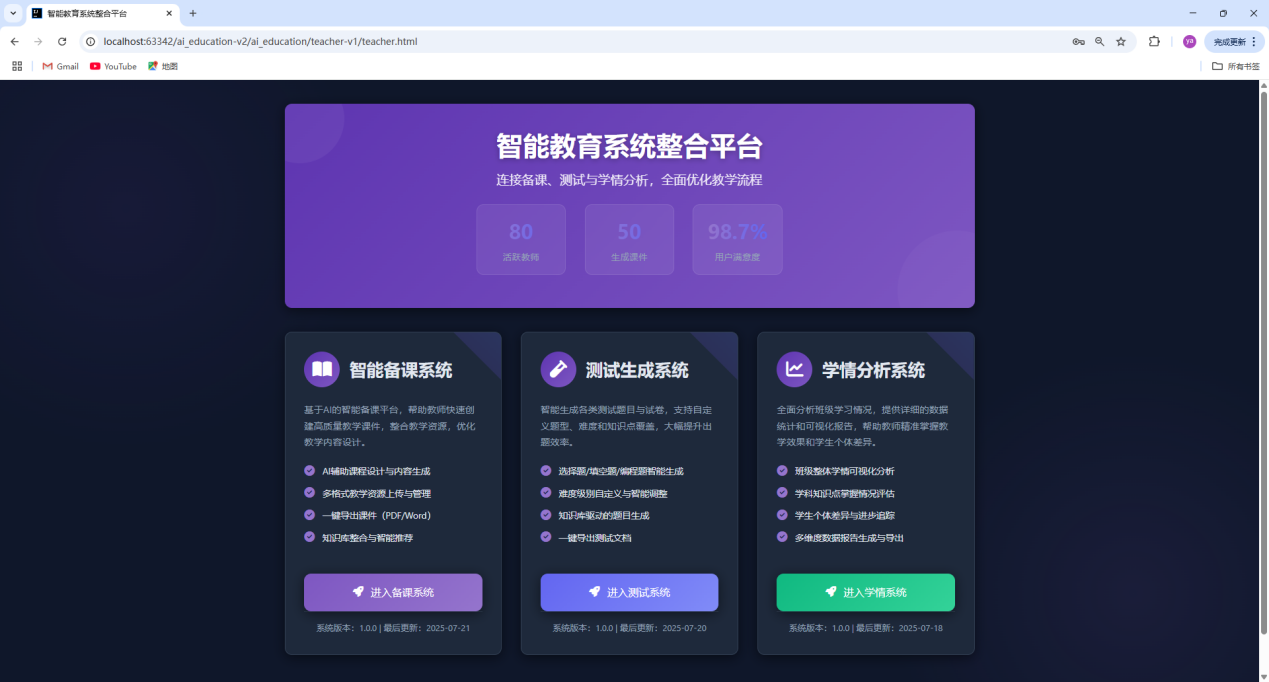 智能教育系统整合平台
localhost:63342/ai_education-v2/ai_education/teacher-v1/teacher.html
ya
完成更新
Gmail
YouTube
地图
所有书签
智能教育系统整合平台
连接备课、测试与学情分析，全面优化教学流程
80
活跃教师
50
生成课件
98.7%
用户满意度
智能备课系统
基于AI的智能备课平台，帮助教师快速创
建高质量教学课件，整合教学资源，优化
教学内容设计。
AI辅助课程设计与内容生成
多格式教学资源上传与管理
一键导出课件（PDF/Word）
知识库整合与智能推荐
进入备课系统
系统版本：1.0.0 | 最后更新：2025-07-21
测试生成系统
智能生成各类测试题目与试卷，支持自定
义题型、难度和知识点覆盖，大幅提升出
题效率。
选择题/填空题/编程题智能生成
难度级别自定义与智能调整
知识库驱动的题目生成
一键导出测试文档
进入测试系统
系统版本：1.0.0 | 最后更新：2025-07-20
学情分析系统
全面分析班级学习情况，提供详细的数据
统计和可视化报告，帮助教师精准掌握教
学效果和学生个体差异。
班级整体学情可视化分析
学科知识点掌握情况评估
学生个体差异与进步追踪
多维度数据报告生成与导出
进入学情系统
系统版本：1.0.0 | 最后更新：2025-07-18